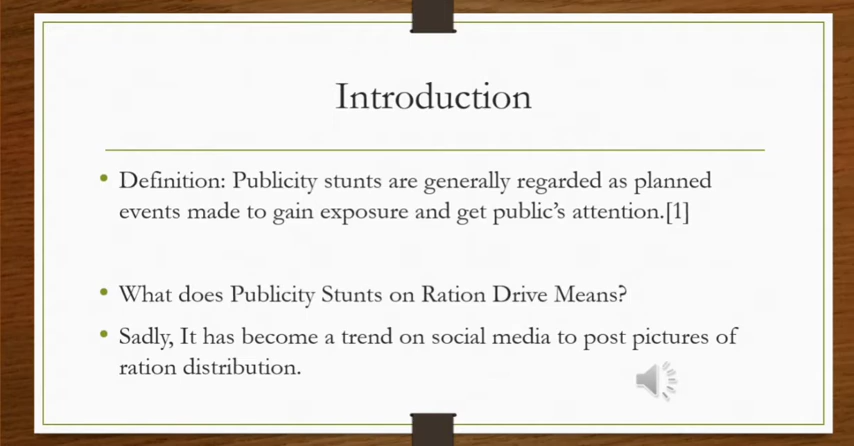 Introduction
• Definition: Publicity stunts are generally regarded as planned
events made to gain exposure and get public's attention.[1]
• What does Publicity Stunts on Ration Drive Means?
• Sadly, It has become a trend on social media to post pictures of
ration distribution.